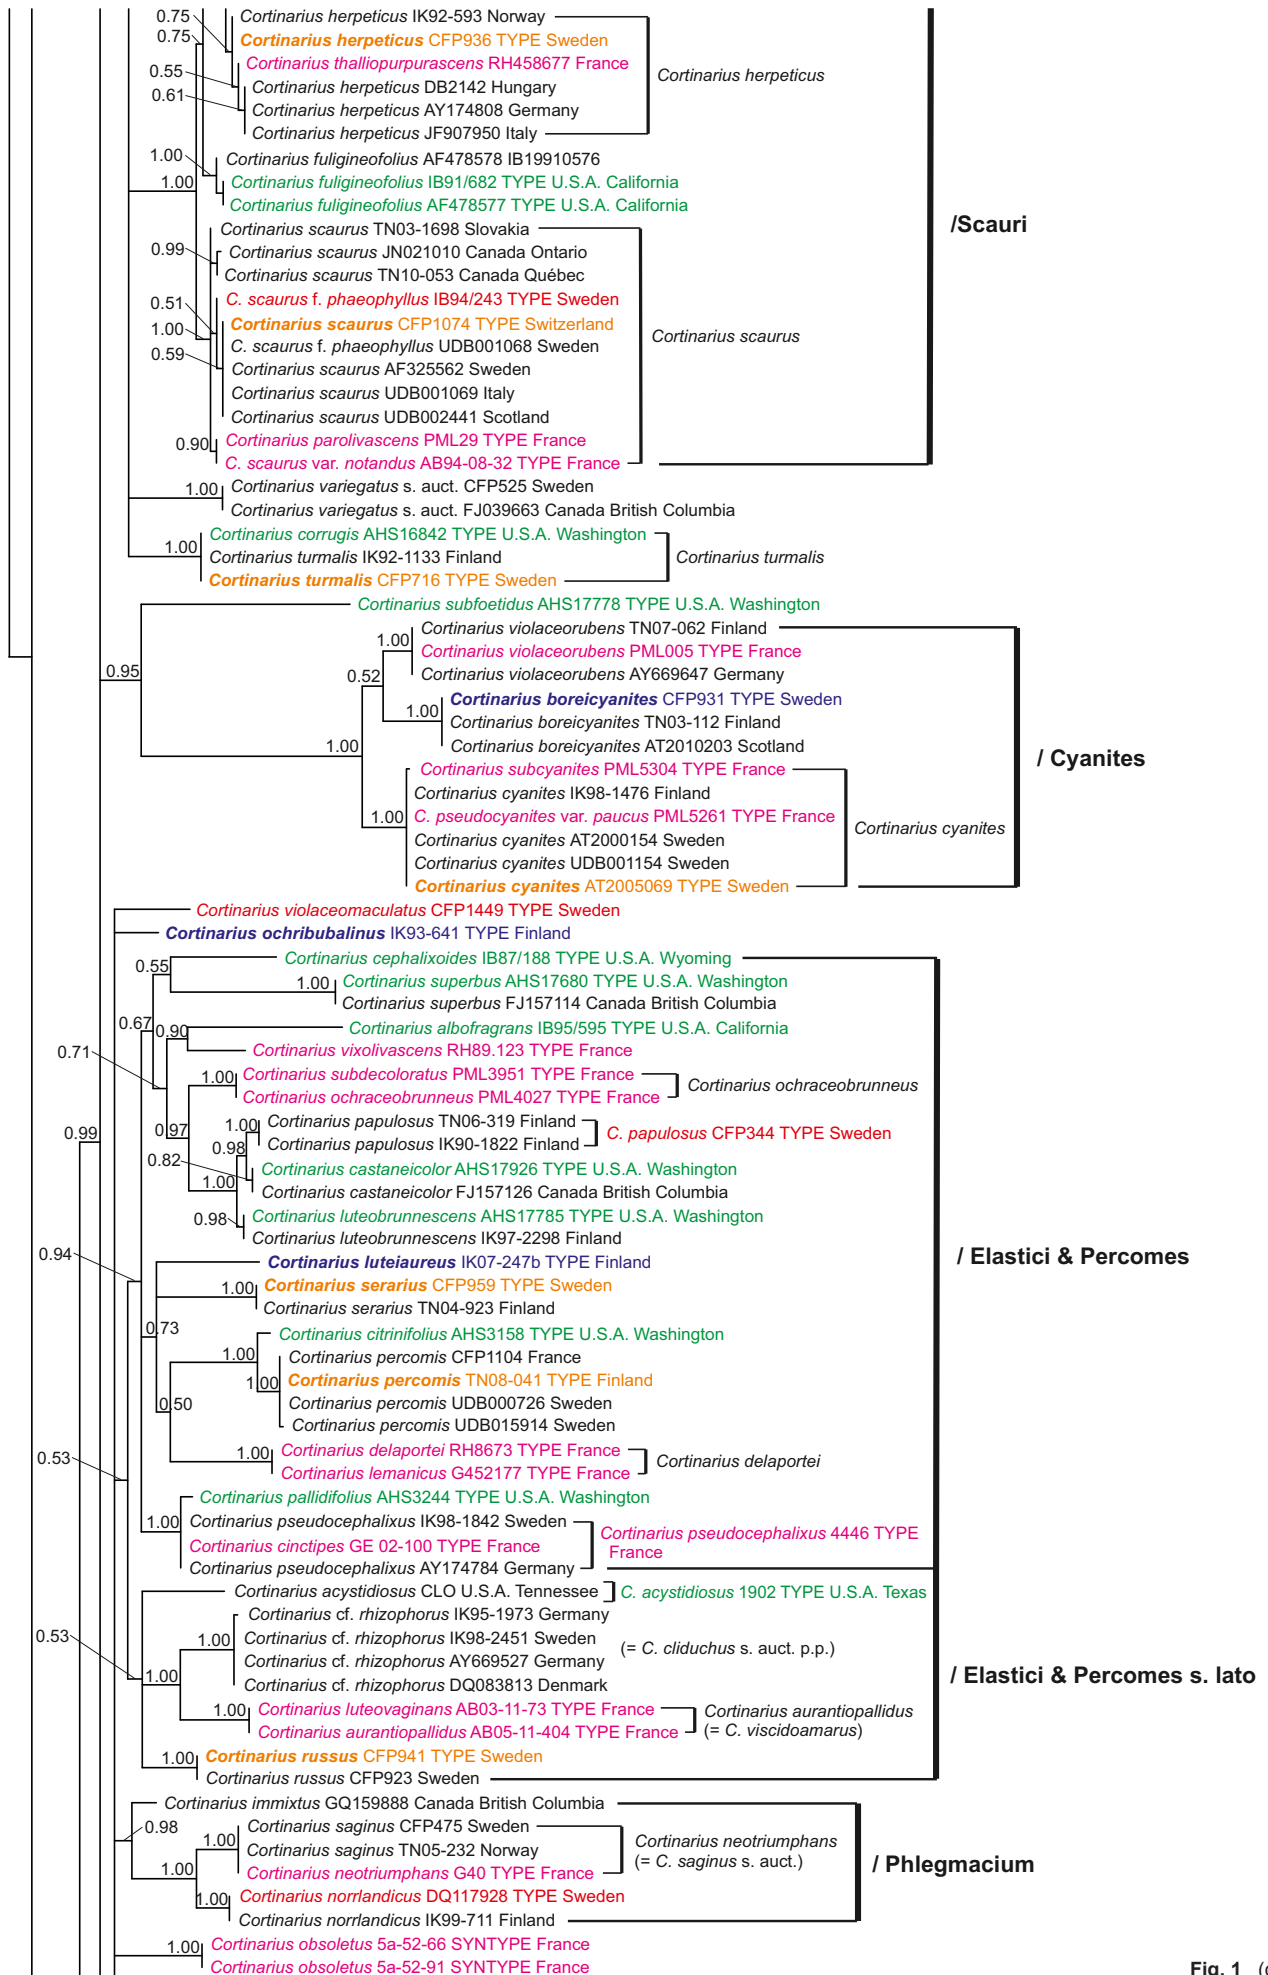 0.75
Cortinarius herpeticus IK92-593 Norway
0.75
Cortinarius herpeticus CFP936 TYPE Sweden
Cortinarius thalliopurpurascens RH458677 France
0.55
Cortinarius herpeticus
Cortinarius herpeticus DB2142 Hungary
0.61
Cortinarius herpeticus AY174808 Germany
Cortinarius herpeticus JF907950 Italy
1.00
Cortinarius fuligineofolius AF478578 IB19910576
1.00
Cortinarius fuligineofolius IB91/682 TYPE U.S.A. California
Cortinarius fuligineofolius AF478577 TYPE U.S.A. California
/Scauri
Cortinarius scaurus TN03-1698 Slovakia
0.99
Cortinarius scaurus JN021010 Canada Ontario
Cortinarius scaurus TN10-053 Canada Québec
0.51
C. scaurus f. phaeophyllus IB94/243 TYPE Sweden
1.00
Cortinarius scaurus CFP1074 TYPE Switzerland
Cortinarius scaurus
0.59
C. scaurus f. phaeophyllus UDB001068 Sweden
Cortinarius scaurus AF325562 Sweden
Cortinarius scaurus UDB001069 Italy
Cortinarius scaurus UDB002441 Scotland
0.90
Cortinarius parolivascens PML29 TYPE France
C. scaurus var. notandus AB94-08-32 TYPE France
1.00
Cortinarius variegatus s. auct. CFP525 Sweden
Cortinarius variegatus s. auct. FJ039663 Canada British Columbia
Cortinarius corrugis AHS16842 TYPE U.S.A. Washington
1.00
Cortinarius turmalis IK92-1133 Finland
Cortinarius turmalis
Cortinarius turmalis CFP716 TYPE Sweden
Cortinarius subfoetidus AHS17778 TYPE U.S.A. Washington
0.95
Cortinarius violaceorubens TN07-062 Finland
1.00
Cortinarius violaceorubens PML005 TYPE France
0.52
Cortinarius violaceorubens AY669647 Germany
Cortinarius boreicyanites CFP931 TYPE Sweden
1.00
Cortinarius boreicyanites TN03-112 Finland
1.00
Cortinarius boreicyanites AT2010203 Scotland
/ Cyanites
Cortinarius subcyanites PML5304 TYPE France
Cortinarius cyanites IK98-1476 Finland
1.00
C. pseudocyanites var. paucus PML5261 TYPE France
Cortinarius cyanites
Cortinarius cyanites AT2000154 Sweden
Cortinarius cyanites UDB001154 Sweden
Cortinarius cyanites AT2005069 TYPE Sweden
Cortinarius violaceomaculatus CFP1449 TYPE Sweden
Cortinarius ochribubalinus IK93-641 TYPE Finland
0.55
Cortinarius cephalixoides IB87/188 TYPE U.S.A. Wyoming
1.00
Cortinarius superbus AHS17680 TYPE U.S.A. Washington
Cortinarius superbus FJ157114 Canada British Columbia
0.67
0.90
Cortinarius albofragrans IB95/595 TYPE U.S.A. California
0.71
Cortinarius vixolivascens RH89.123 TYPE France
1.00
Cortinarius subdecoloratus PML3951 TYPE France
Cortinarius ochraceobrunneus
Cortinarius ochraceobrunneus PML4027 TYPE France
0.99
0.97
1.00
Cortinarius papulosus TN06-319 Finland
C. papulosus CFP344 TYPE Sweden
0.98
Cortinarius papulosus IK90-1822 Finland
0.82
Cortinarius castaneicolor AHS17926 TYPE U.S.A. Washington
1.00
Cortinarius castaneicolor FJ157126 Canada British Columbia
0.98
Cortinarius luteobrunnescens AHS17785 TYPE U.S.A. Washington
Cortinarius luteobrunnescens IK97-2298 Finland
0.94
/ Elastici & Percomes
Cortinarius luteiaureus IK07-247b TYPE Finland
1.00
Cortinarius serarius CFP959 TYPE Sweden
Cortinarius serarius TN04-923 Finland
0.73
Cortinarius citrinifolius AHS3158 TYPE U.S.A. Washington
1.00
Cortinarius percomis CFP1104 France
1.00
Cortinarius percomis TN08-041 TYPE Finland
0.50
Cortinarius percomis UDB000726 Sweden
Cortinarius percomis UDB015914 Sweden
0.53
1.00
Cortinarius delaportei RH8673 TYPE France
Cortinarius delaportei
Cortinarius lemanicus G452177 TYPE France
Cortinarius pallidifolius AHS3244 TYPE U.S.A. Washington
1.00
Cortinarius pseudocephalixus IK98-1842 Sweden
Cortinarius pseudocephalixus 4446 TYPE
France
Cortinarius cinctipes GE 02-100 TYPE France
Cortinarius pseudocephalixus AY174784 Germany
Cortinarius acystidiosus CLO U.S.A. Tennessee
C. acystidiosus 1902 TYPE U.S.A. Texas
0.53
Cortinarius cf. rhizophorus IK95-1973 Germany
1.00
Cortinarius cf. rhizophorus IK98-2451 Sweden
(= C. cliduchus s. auct. p.p.)
Cortinarius cf. rhizophorus AY669527 Germany
1.00
Cortinarius cf. rhizophorus DQ083813 Denmark
/ Elastici & Percomes s. lato
1.00
Cortinarius luteovaginans AB03-11-73 TYPE France
Cortinarius aurantiopallidus
(= C. viscidoamarus)
Cortinarius aurantiopallidus AB05-11-404 TYPE France
1.00
Cortinarius russus CFP941 TYPE Sweden
Cortinarius russus CFP923 Sweden
Cortinarius immixtus GQ159888 Canada British Columbia
0.98
1.00
Cortinarius saginus CFP475 Sweden
Cortinarius neotriumphans
(= C. saginus s. auct.)
Cortinarius saginus TN05-232 Norway
1.00
Cortinarius neotriumphans G40 TYPE France
/ Phlegmacium
1.00
Cortinarius norrlandicus DQ117928 TYPE Sweden
Cortinarius norrlandicus IK99-711 Finland
1.00
Cortinarius obsoletus 5a-52-66 SYNTYPE France
Cortinarius obsoletus 5a-52-91 SYNTYPE France
Fig. 1 (c